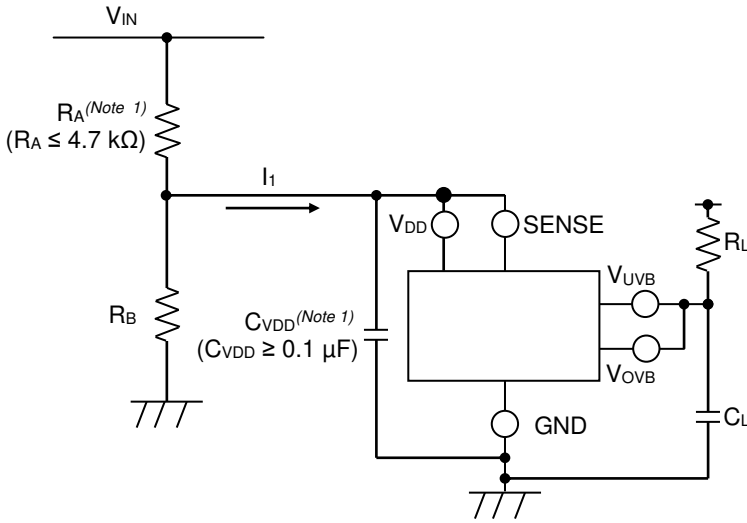 VIN
RA(Note 1)
(RA ≤ 4.7 kΩ)
I1
VDD
SENSE
RL
VUVB
RB
CVDD(Note 1)
(CVDD ≥ 0.1 µF)
VOVB
GND
CL